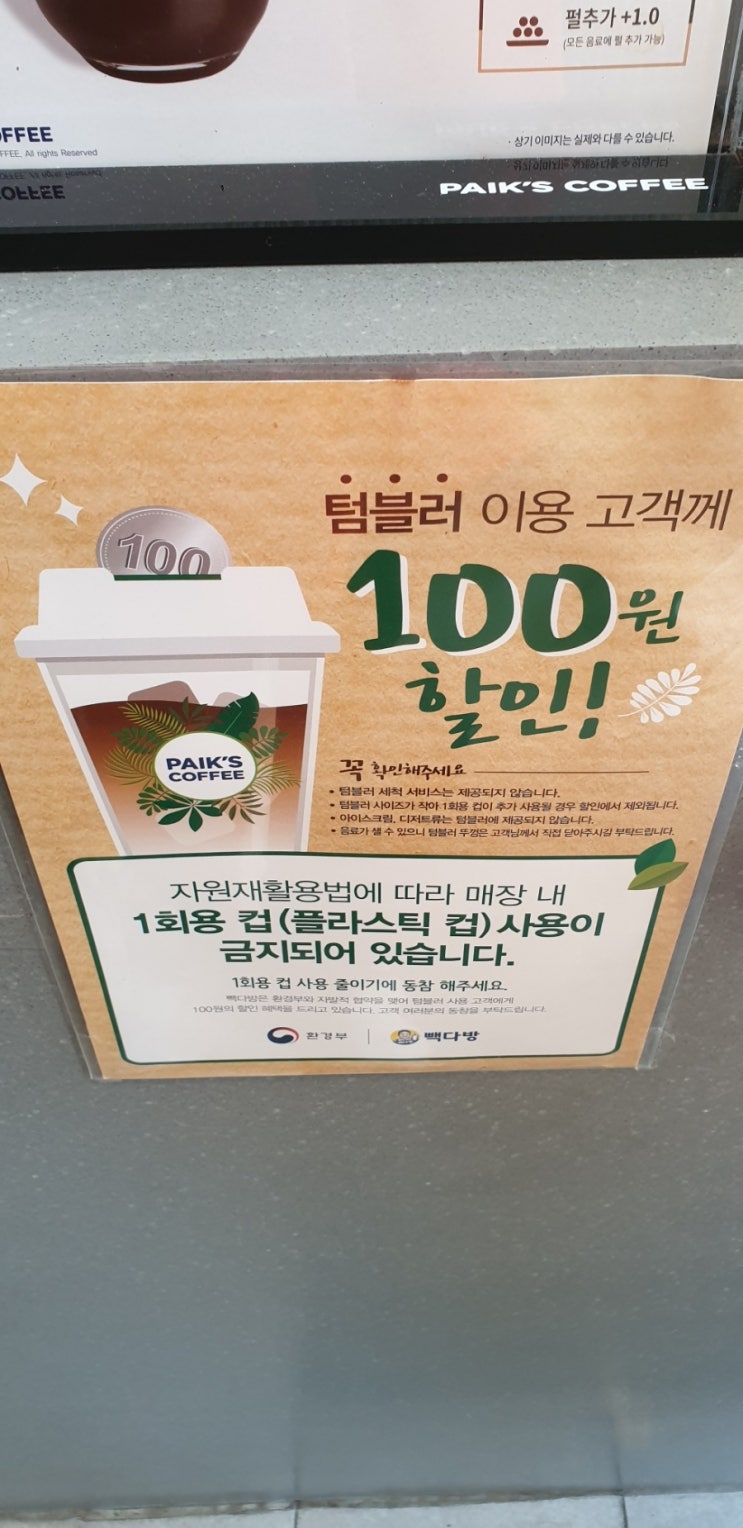 펄추가 +1.0
(모든 음료에 펄 추가 가능)
OFFEE
FFEE. All rights Reserved
· 상기 이미지는 실제와 다를 수 있습니다.
PAIK'S COFFEE
텀블러 이용 고객께
100
100원
할인!
PAIK'S
COFFEE
꼭 확인해주세요
• 텀블러 세척 서비스는 제공되지 않습니다.
• 텀블러 사이즈가 작아 1회용 컵이 추가 사용될 경우 할인에서 제외됩니다.
• 아이스크림, 디저트류는 텀블러에 제공되지 않습니다.
• 음료가 샐 수 있으니 텀블러 뚜껑은 고객님께서 직접 닫아주시길 부탁드립니다.
자원재활용법에 따라 매장 내
1회용 컵(플라스틱 컵) 사용이
금지되어 있습니다.
1회용 컵 사용 줄이기에 동참 해주세요.
빽다방은 환경부와 자발적 협약을 맺어 텀블러 사용 고객에게
100원의 할인 혜택을 드리고 있습니다. 고객 여러분의 동참을 부탁드립니다.
환경부 | 빽다방